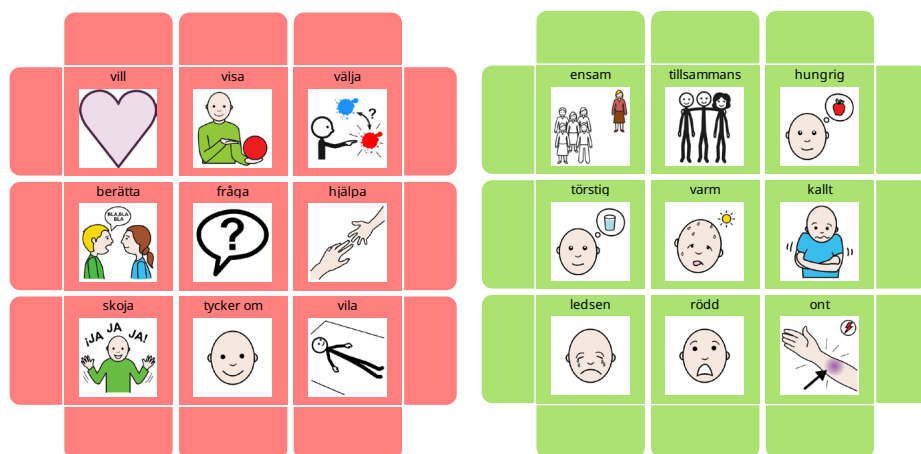 vill
visa
välja
?
berätta
fråga
hjälpa
BLA,BLA
BLA
?
skoja
tycker om
vila
¡JA JA JA!
ensam
tillsammans
hungrig
törstig
varm
kallt
ledsen
rödd
ont